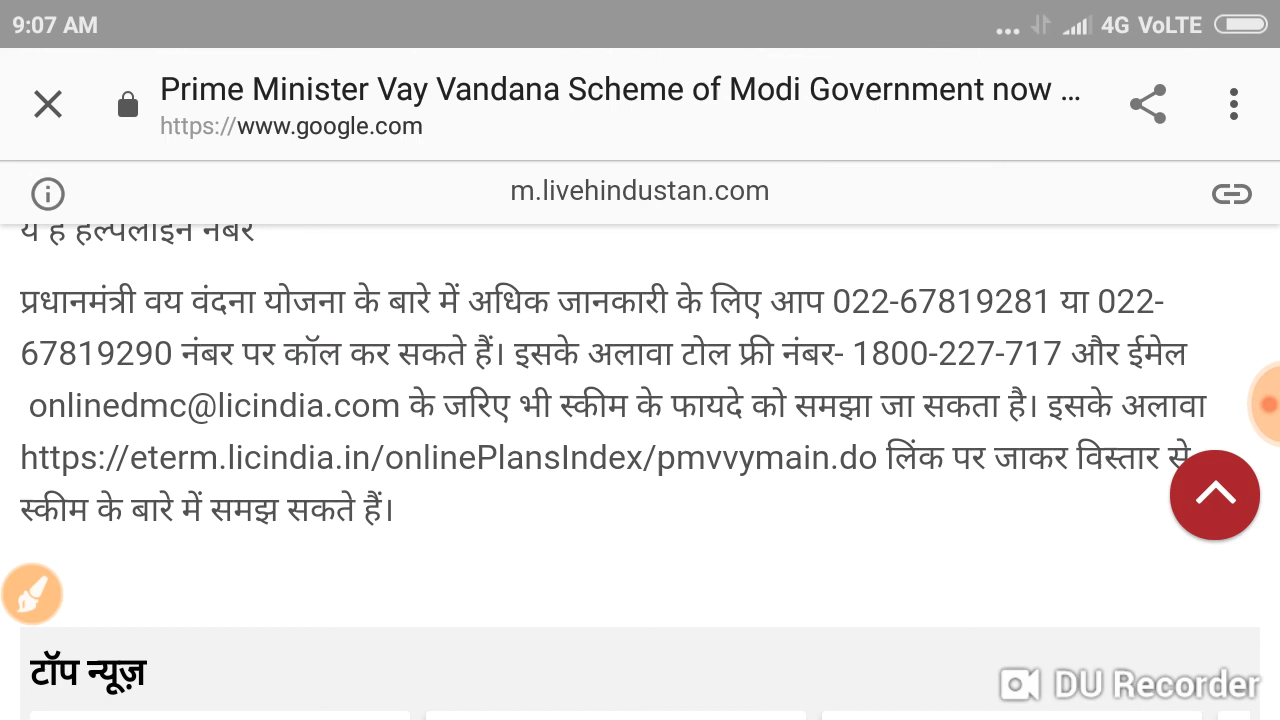 9:07 AM
4G VoLTE
Prime Minister Vay Vandana Scheme of Modi Government now ...
https://www.google.com
m.livehindustan.com
ये है हेल्पलाइन नंबर
प्रधानमंत्री वय वंदना योजना के बारे में अधिक जानकारी के लिए आप 022-67819281 या 022-
67819290 नंबर पर कॉल कर सकते हैं। इसके अलावा टोल फ्री नंबर- 1800-227-717 और ईमेल
onlinedmc@licindia.com के जरिए भी स्कीम के फायदे को समझा जा सकता है। इसके अलावा
https://eterm.licindia.in/onlinePlansIndex/pmvvymain.do लिंक पर जाकर विस्तार से
स्कीम के बारे में समझ सकते हैं।
टॉप न्यूज़
DU Recorder